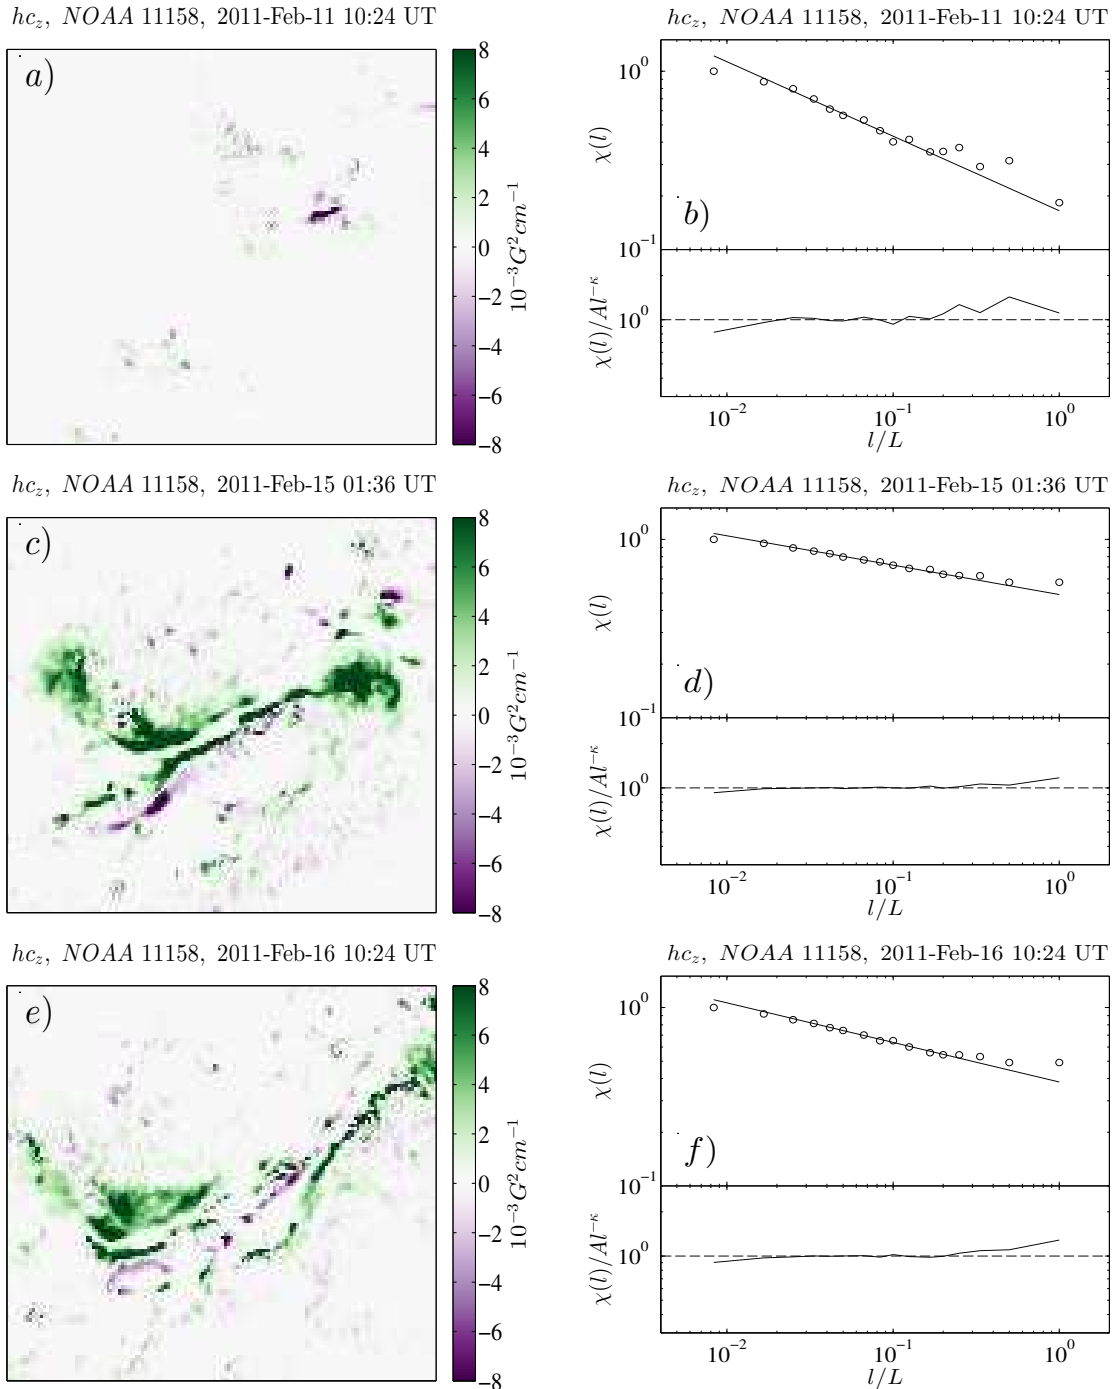 hc_z, NOAA 11158, 2011-Feb-11 10:24 UT
a)
8
6
4
2
0
−2
−4
−6
−8
10^{−3}G^2cm^{−1}
hc_z, NOAA 11158, 2011-Feb-11 10:24 UT
10^0
χ(l)
b)
10^{−1}
10^0
χ(l)/Al^{−κ}
10^{−2} 10^{−1} 10^0
l/L
hc_z, NOAA 11158, 2011-Feb-15 01:36 UT
c)
8
6
4
2
0
−2
−4
−6
−8
10^{−3}G^2cm^{−1}
hc_z, NOAA 11158, 2011-Feb-15 01:36 UT
10^0
χ(l)
d)
10^{−1}
10^0
χ(l)/Al^{−κ}
10^{−2} 10^{−1} 10^0
l/L
hc_z, NOAA 11158, 2011-Feb-16 10:24 UT
e)
8
6
4
2
0
−2
−4
−6
−8
10^{−3}G^2cm^{−1}
hc_z, NOAA 11158, 2011-Feb-16 10:24 UT
10^0
χ(l)
f)
10^{−1}
10^0
χ(l)/Al^{−κ}
10^{−2} 10^{−1} 10^0
l/L